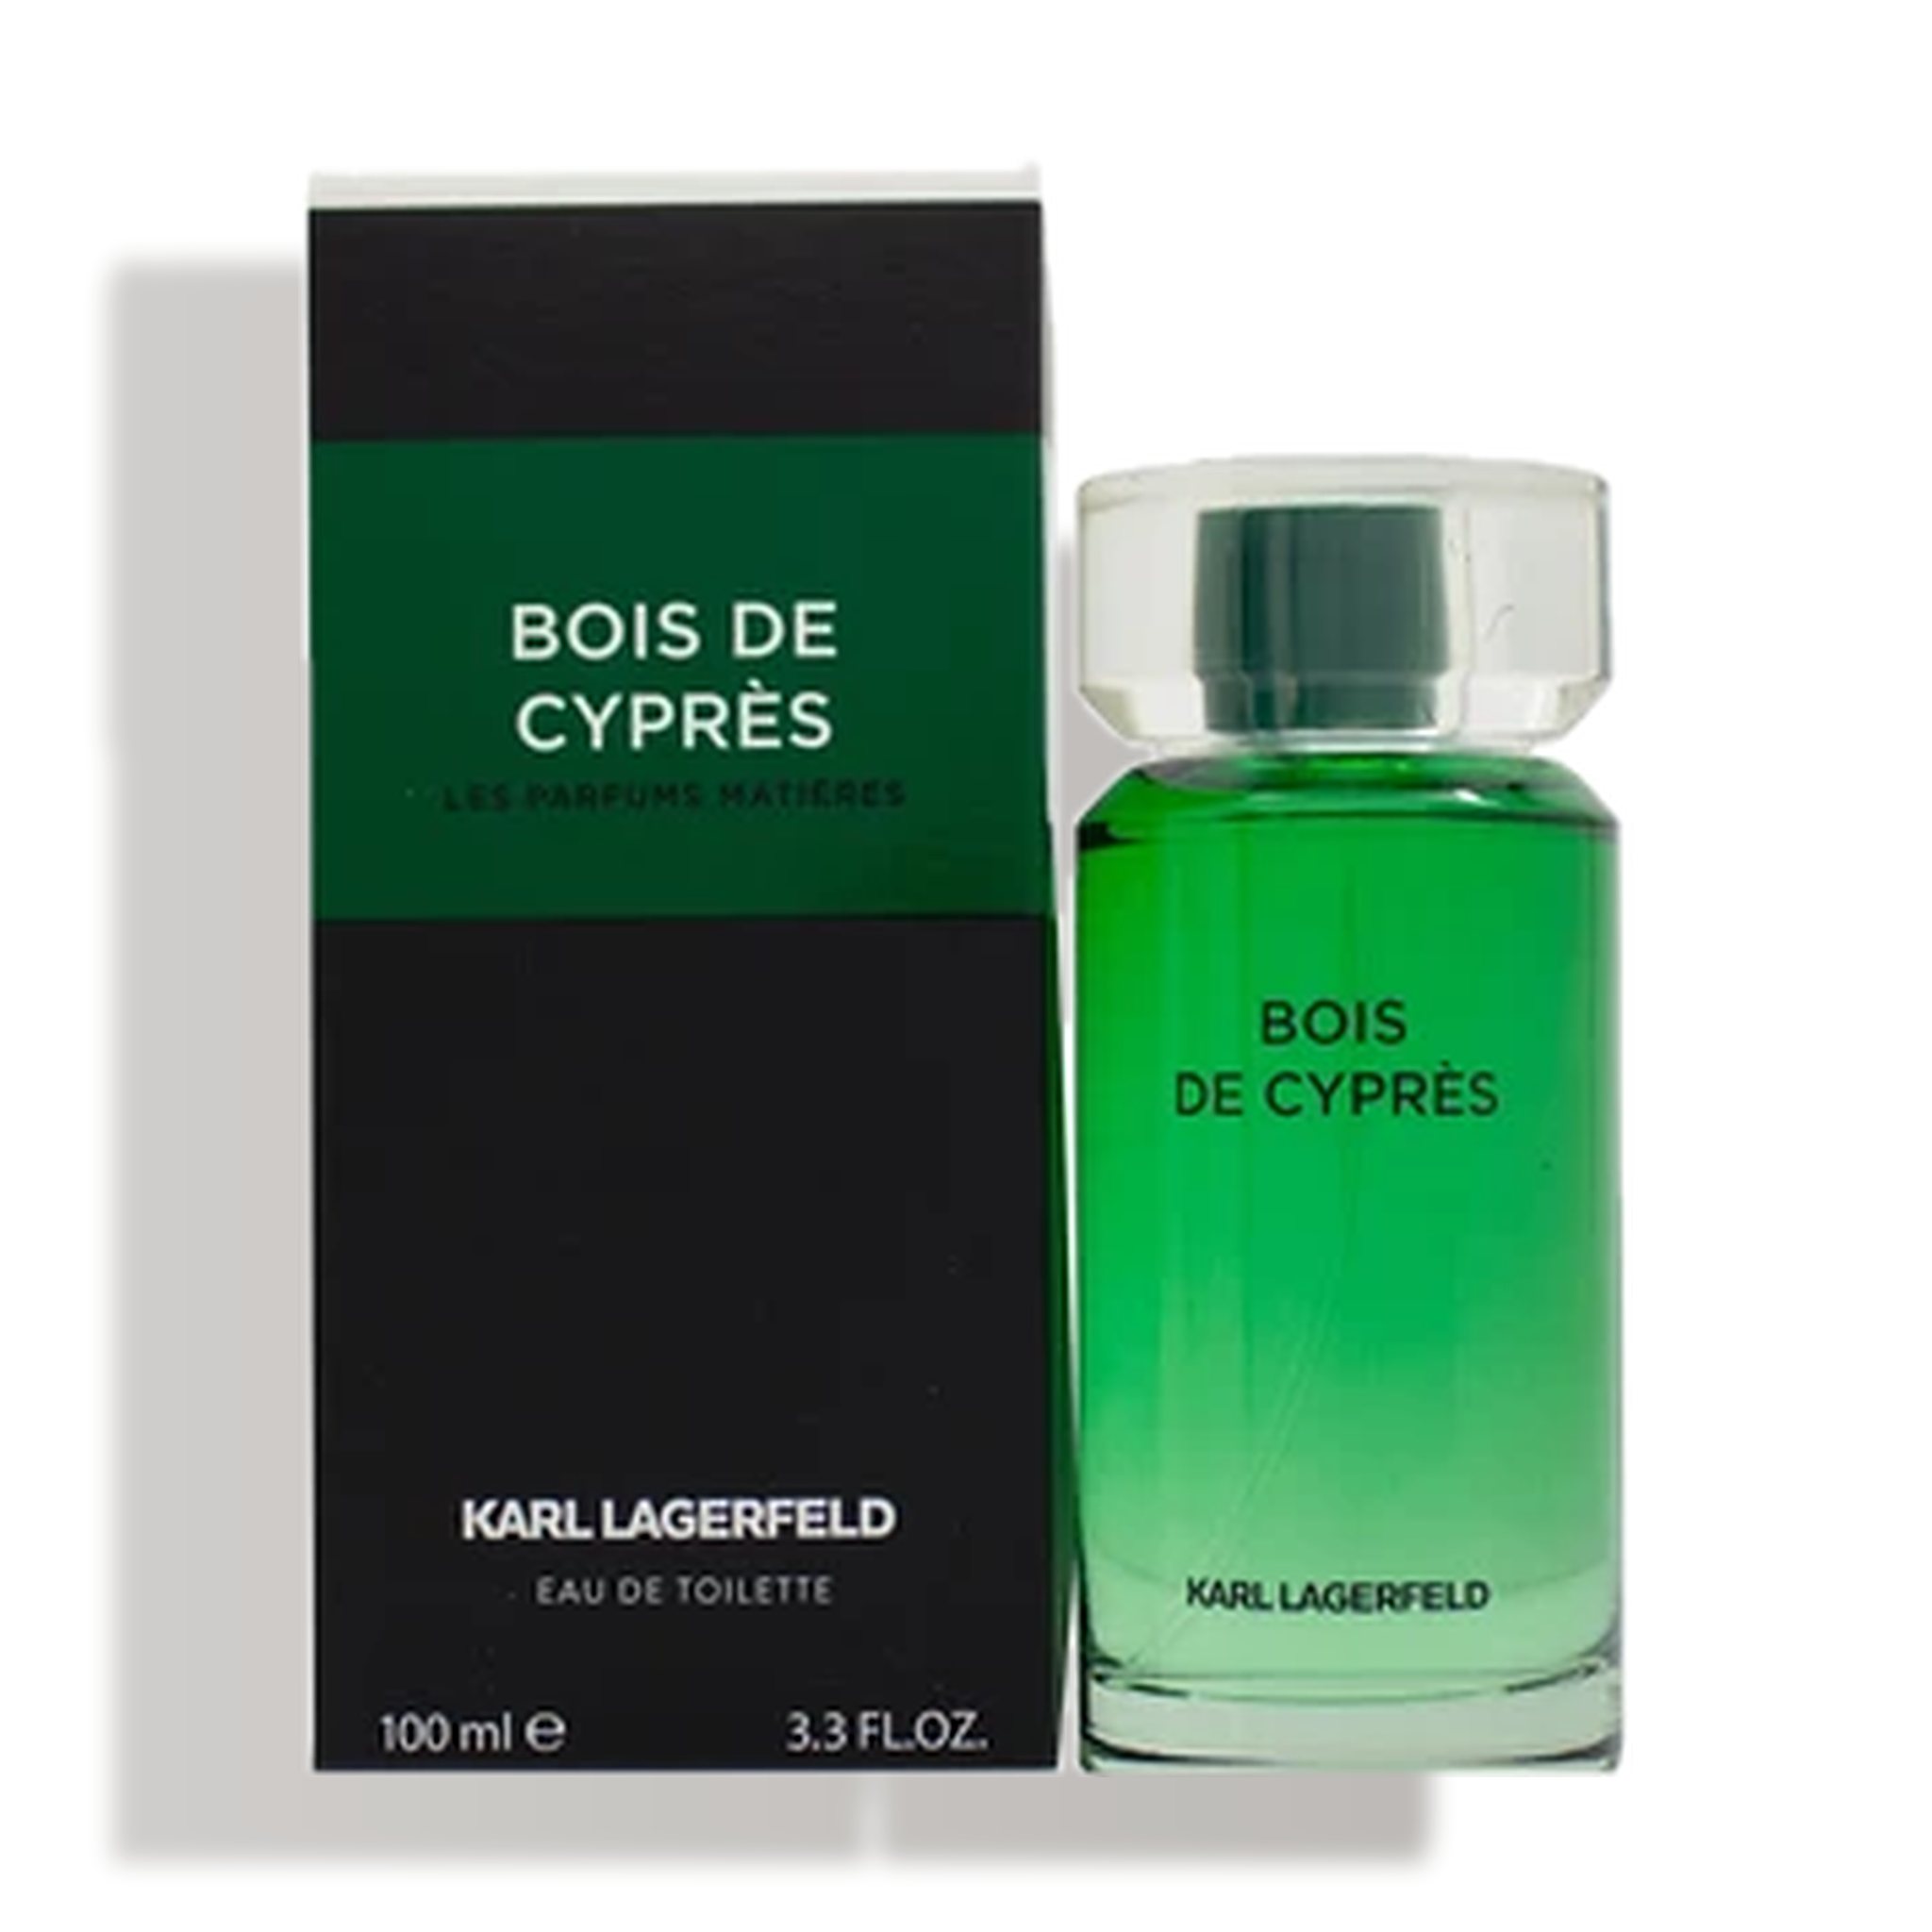 BOIS DE
CYPRÈS
LES PARFUMS MATIÈRES
KARL LAGERFELD
EAU DE TOILETTE
100 ml ℮
3.3 FL.OZ.
BOIS
DE CYPRÈS
KARL LAGERFELD